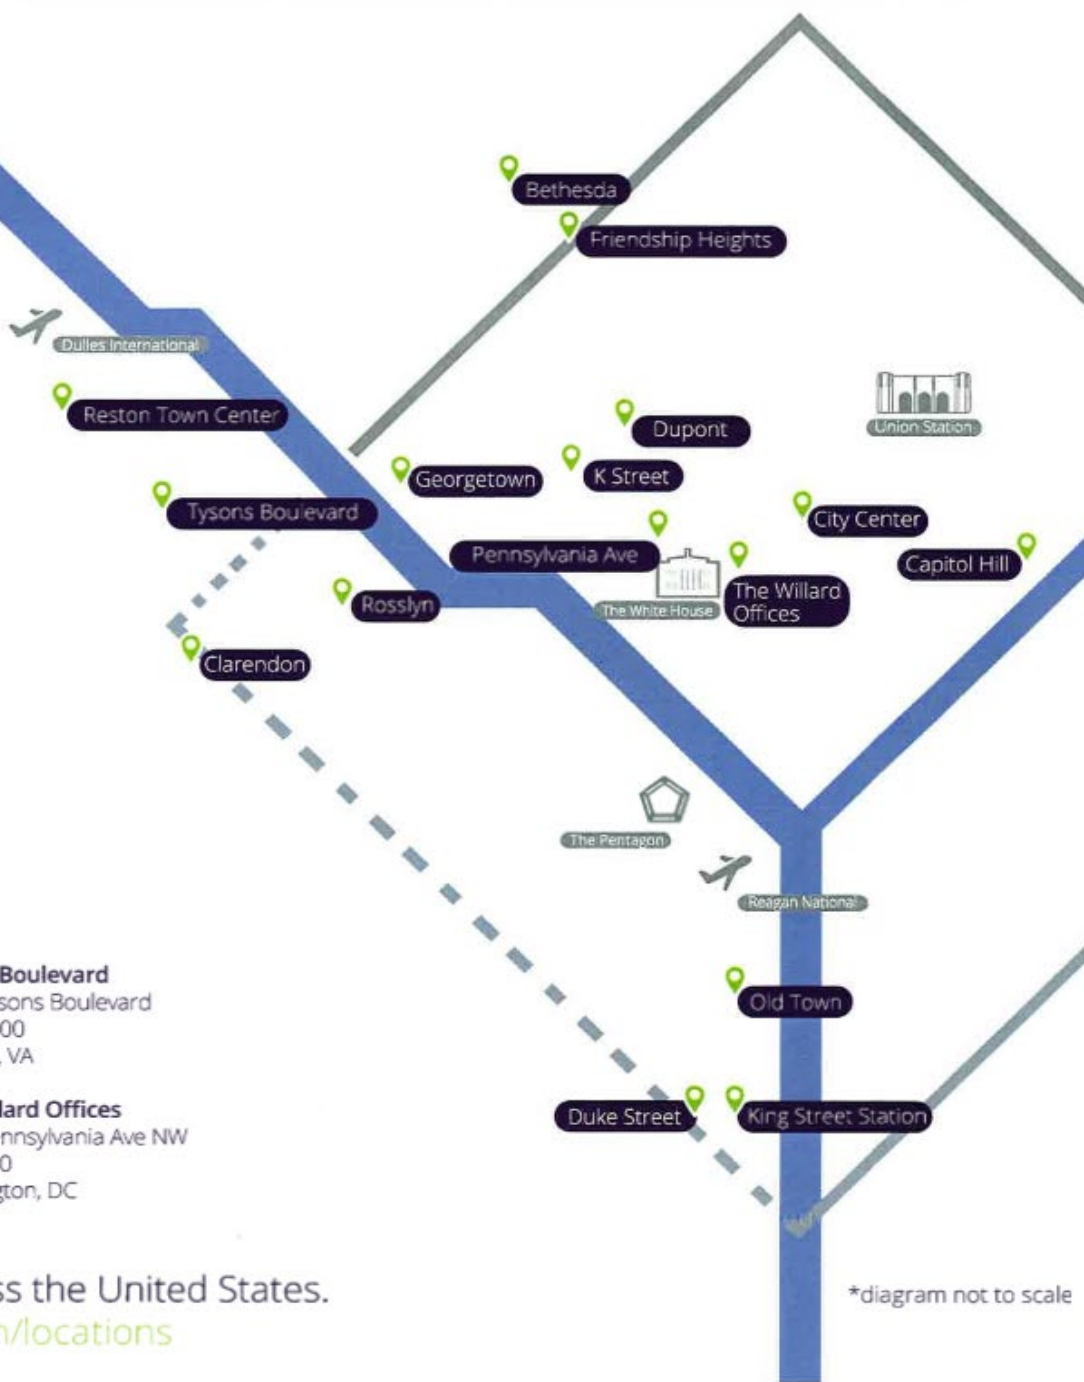 Bethesda
Friendship Heights
Dulles International
Reston Town Center
Dupont
Union Station
Georgetown
K Street
Tysons Boulevard
City Center
Pennsylvania Ave
Capitol Hill
The Willard
Offices
The White House
Rosslyn
Clarendon
The Pentagon
Reagan National
Old Town
Duke Street
King Street Station
Boulevard
sons Boulevard
00
, VA
lard Offices
nnsylvania Ave NW
0
gton, DC
ss the United States.
n/locations
*diagram not to scale